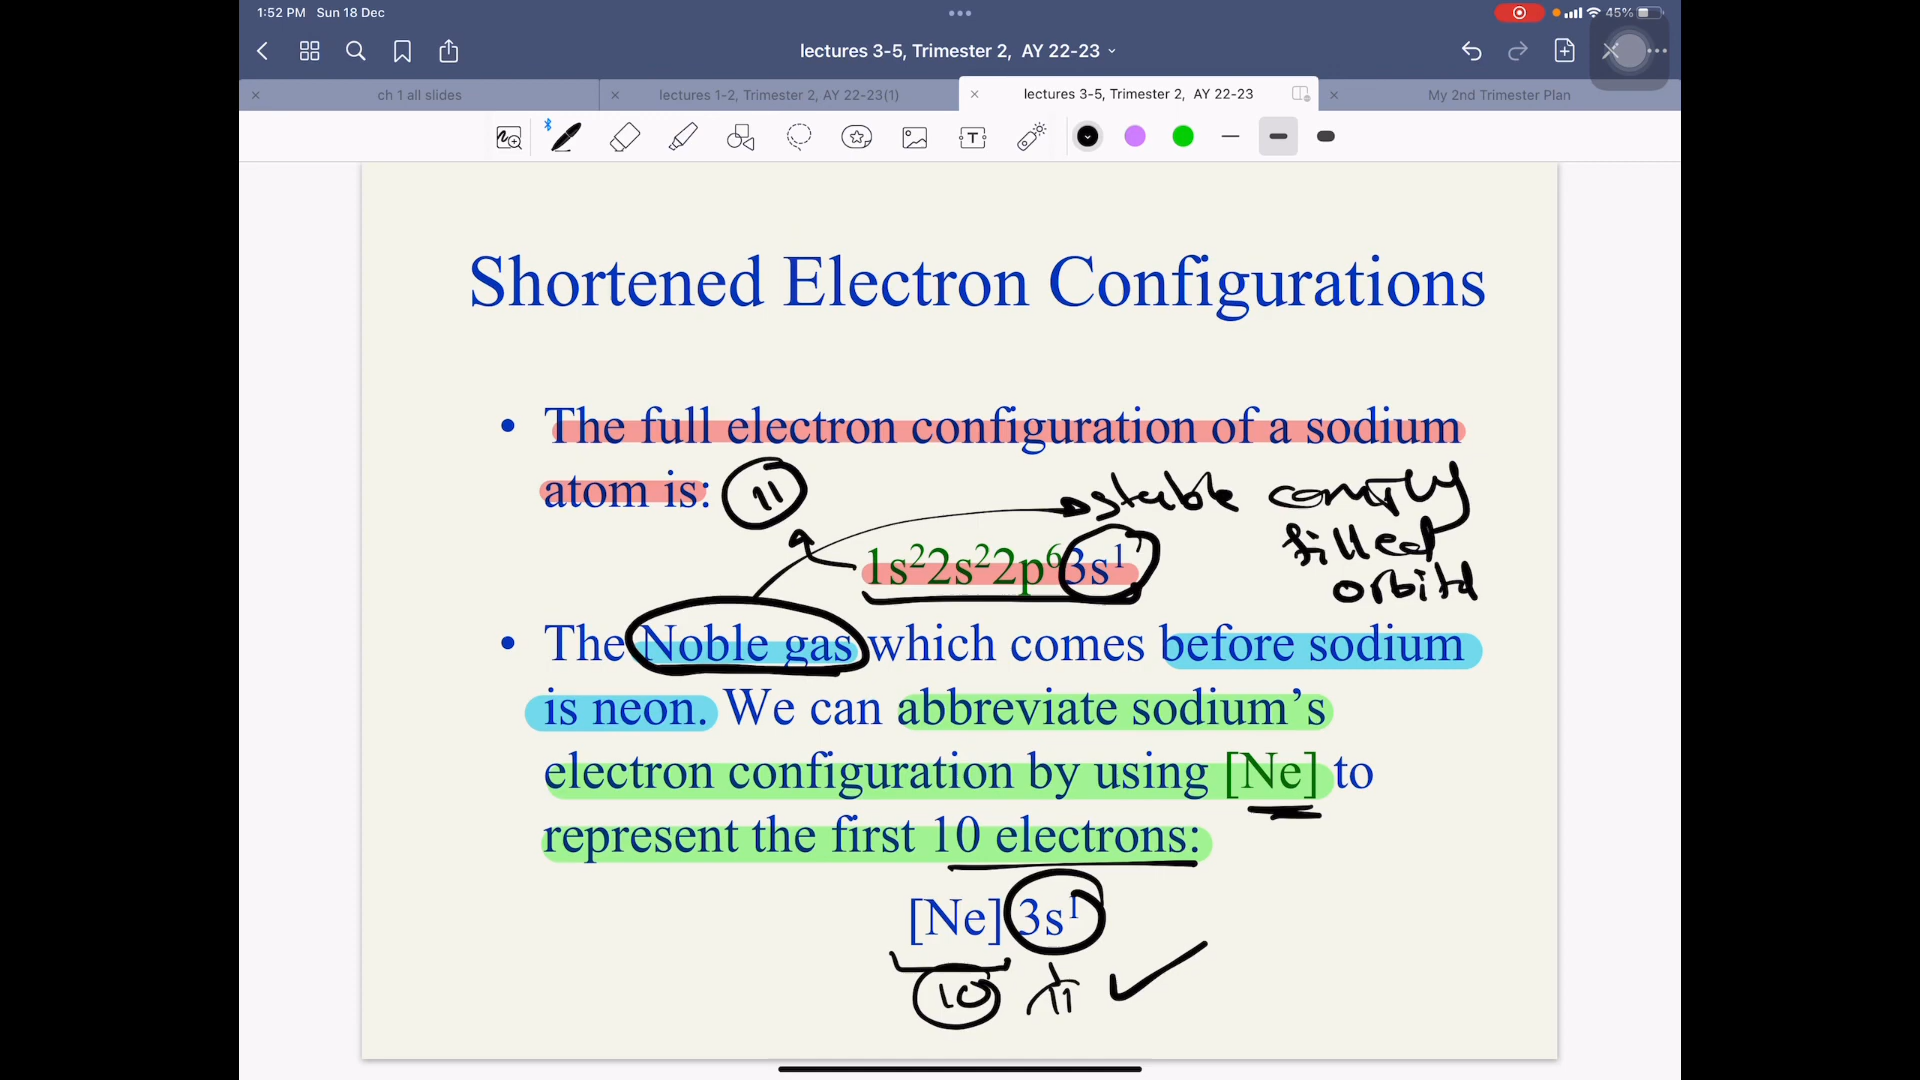 1:52 PM Sun 18 Dec
45%
lectures 3-5, Trimester 2, AY 22-23
ch 1 all slides
lectures 1-2, Trimester 2, AY 22-23(1)
lectures 3-5, Trimester 2, AY 22-23
My 2nd Trimester Plan
T
Shortened Electron Configurations
• The full electron configuration of a sodium
atom is: 11
stable
filled
1s²2s²2p⁶3s¹
• The Noble gas which comes before sodium
is neon. We can abbreviate sodium’s
electron configuration by using [Ne] to
represent the first 10 electrons:
[Ne] 3s¹
10